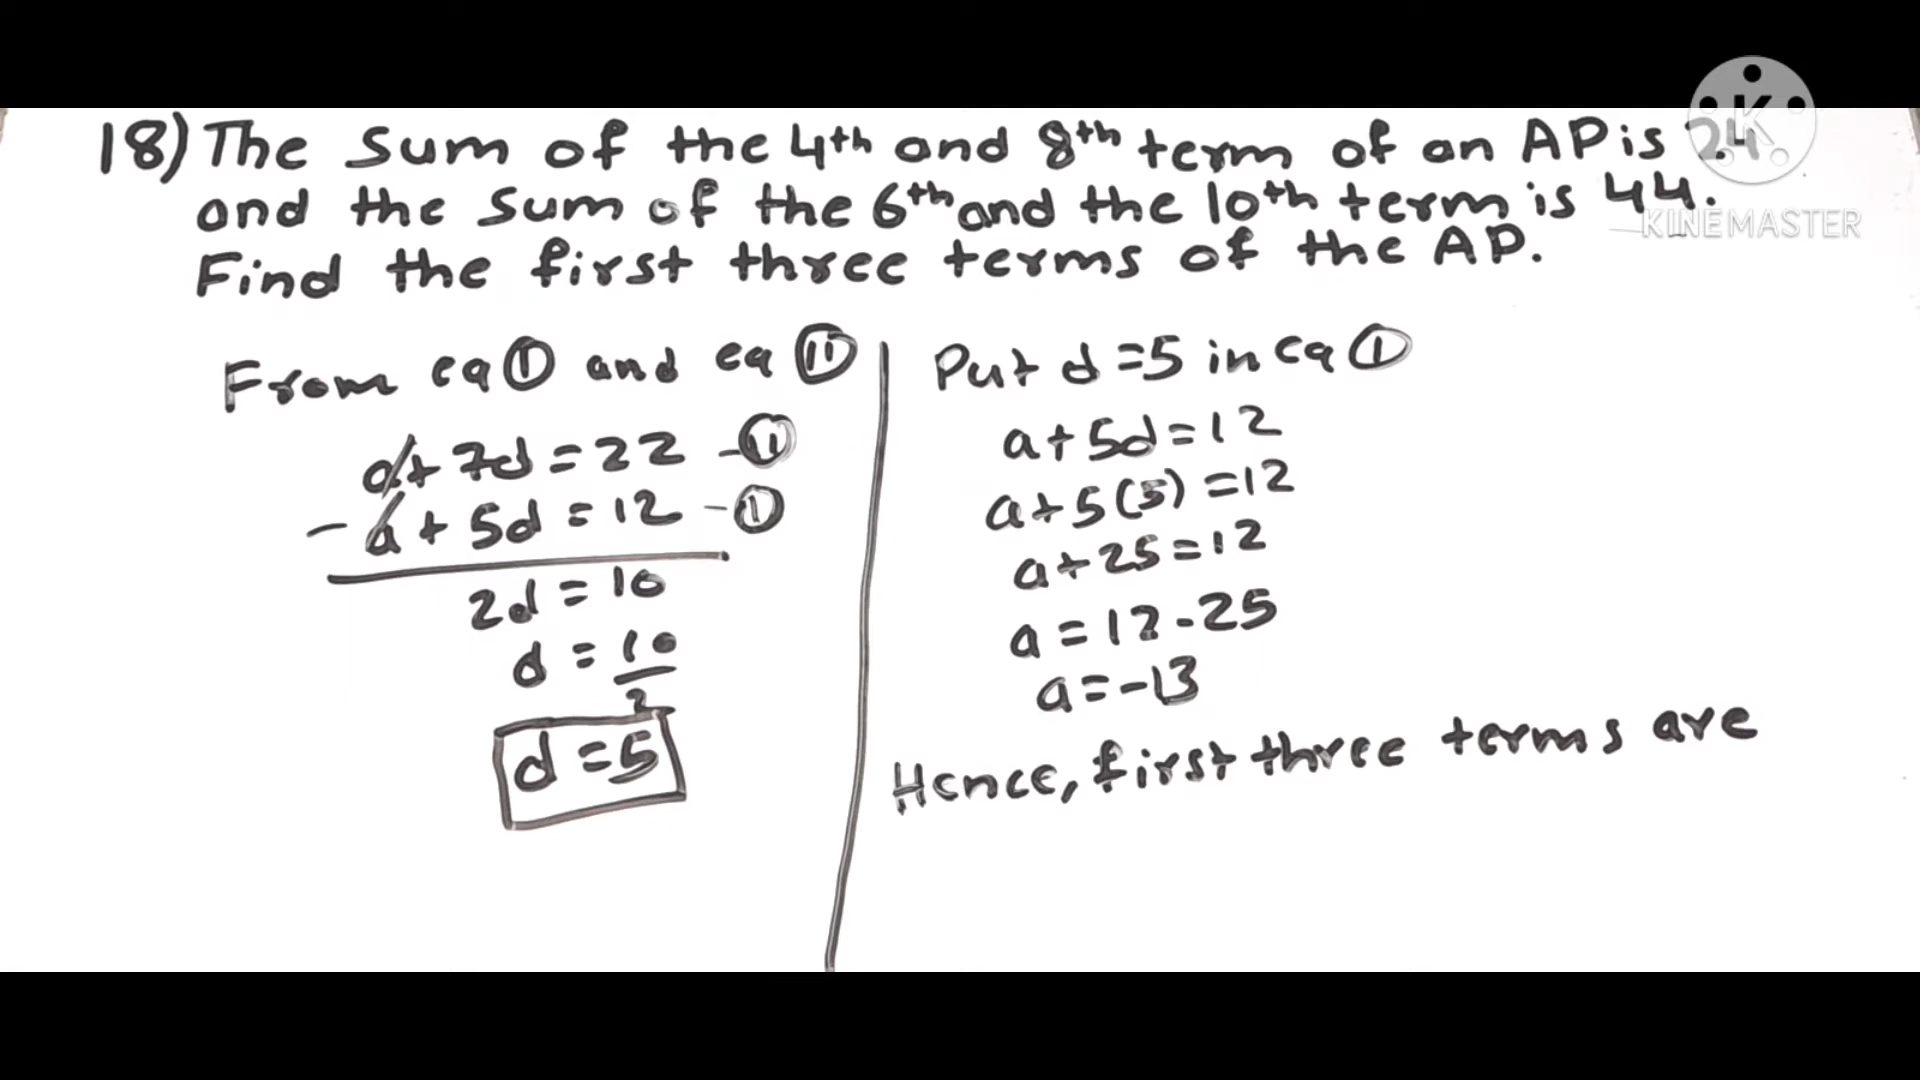 18) The sum of the 4th and 8th term of an AP is 24
and the sum of the 6th and the 10th term is 44.
Find the first three terms of the AP.
K
KINEMASTER
From eq ① and eq ⑪
a + 7d = 22 - ⑪
- a + 5d = 12 - ①
2d = 10
d = 10/2
d = 5
Put d = 5 in eq ①
a + 5d = 12
a + 5(5) = 12
a + 25 = 12
a = 12 - 25
a = -13
Hence, first three terms are